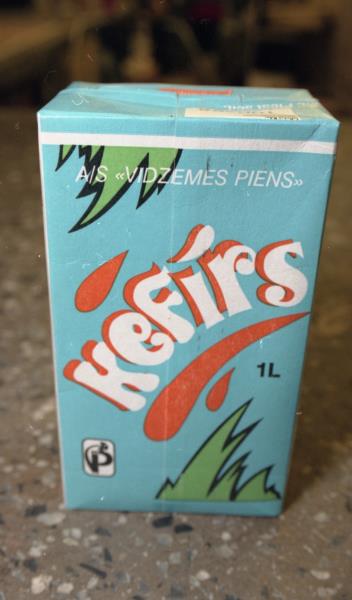 A/S «VIDZEMES PIENS»
KEFĪRS
1L